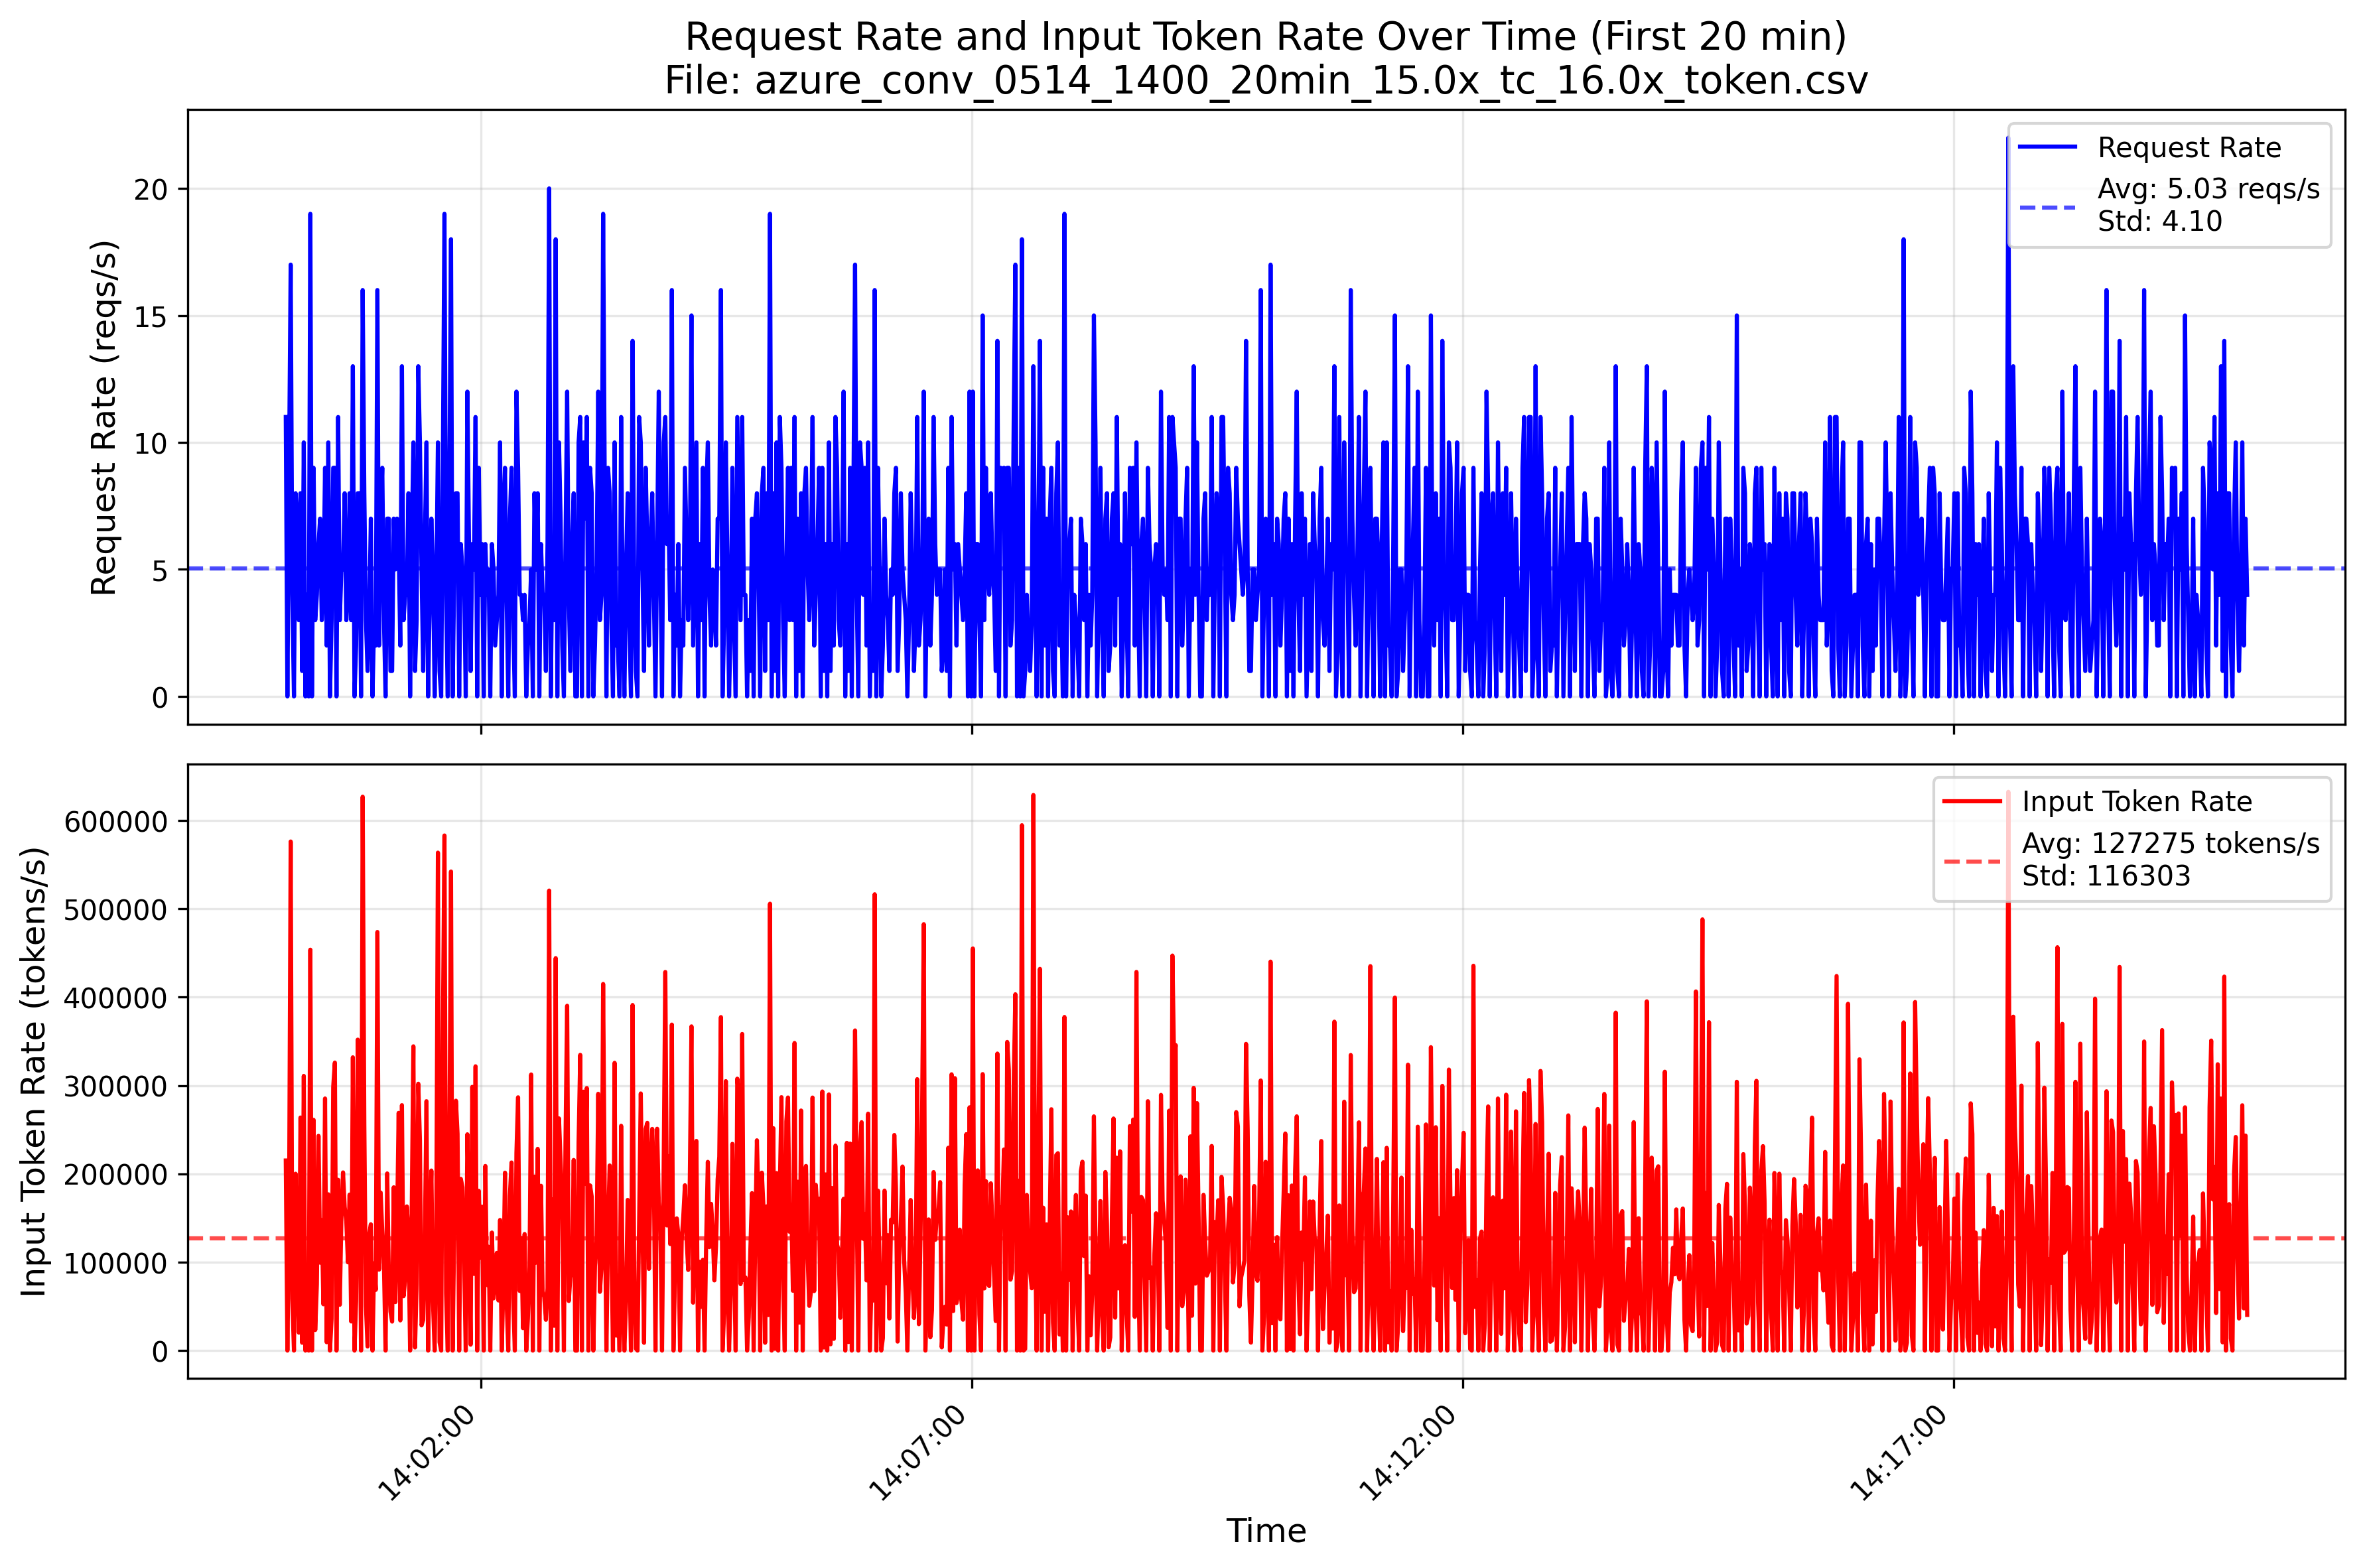 Request Rate and Input Token Rate Over Time (First 20 min)
File: azure_conv_0514_1400_20min_15.0x_tc_16.0x_token.csv
Request Rate (reqs/s)
20
15
10
5
0
Request Rate
Avg: 5.03 reqs/s
Std: 4.10
Input Token Rate (tokens/s)
600000
500000
400000
300000
200000
100000
0
Input Token Rate
Avg: 127275 tokens/s
Std: 116303
14:02:00
14:07:00
14:12:00
14:17:00
Time